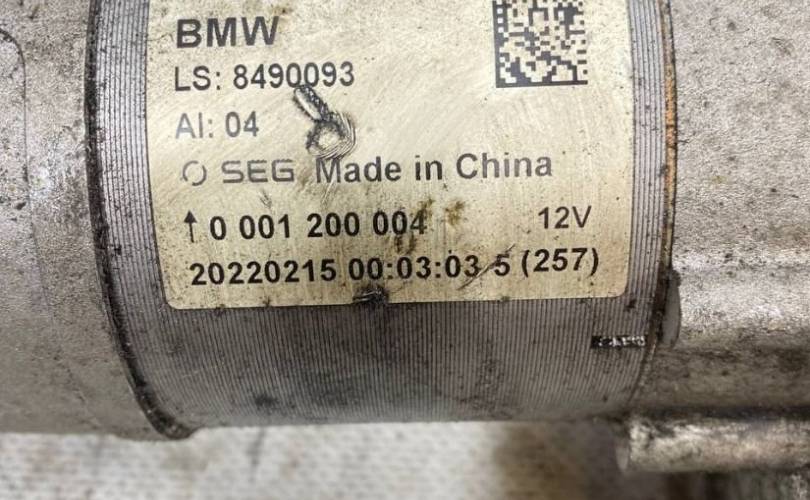 BMW
LS: 8490093
AI: 04
SEG Made in China
↑0 001 200 004 12V
20220215 00:03:03 5 (257)